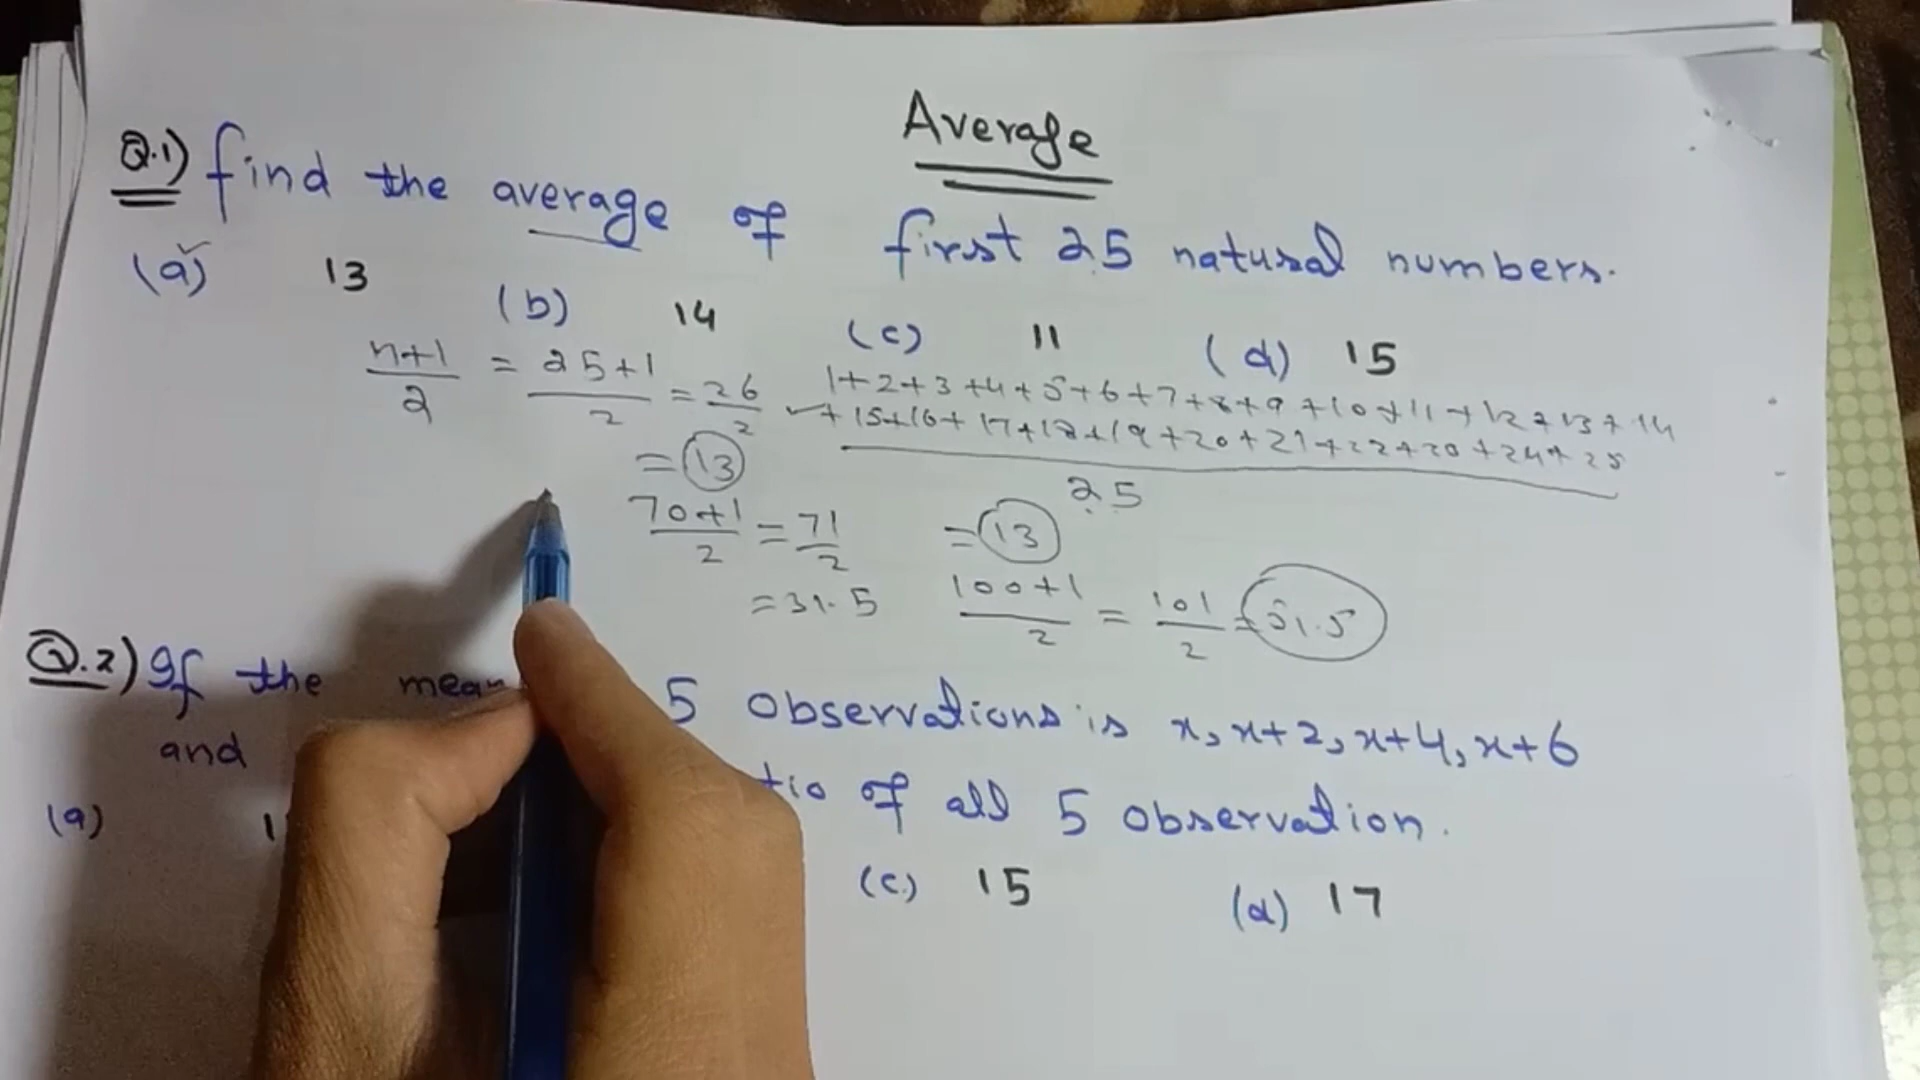 Average
Q.1) find the average of first 25 natural numbers.
(a) 13 (b) 14 (c) 11 (d) 15
n+1/2 = 25+1/2 = 26/2
= 13
1+2+3+4+5+6+7+8+9+10+11+12+13+14
+15+16+17+18+19+20+21+22+20+24+25
25
= 13
70+1/2 = 71/2
= 31.5
100+1/2 = 101/2 = 51.5
Q.2) If the mean 5 observations is x, x+2, x+4, x+6
and tio of all 5 observation.
(a) (c) 15 (d) 17